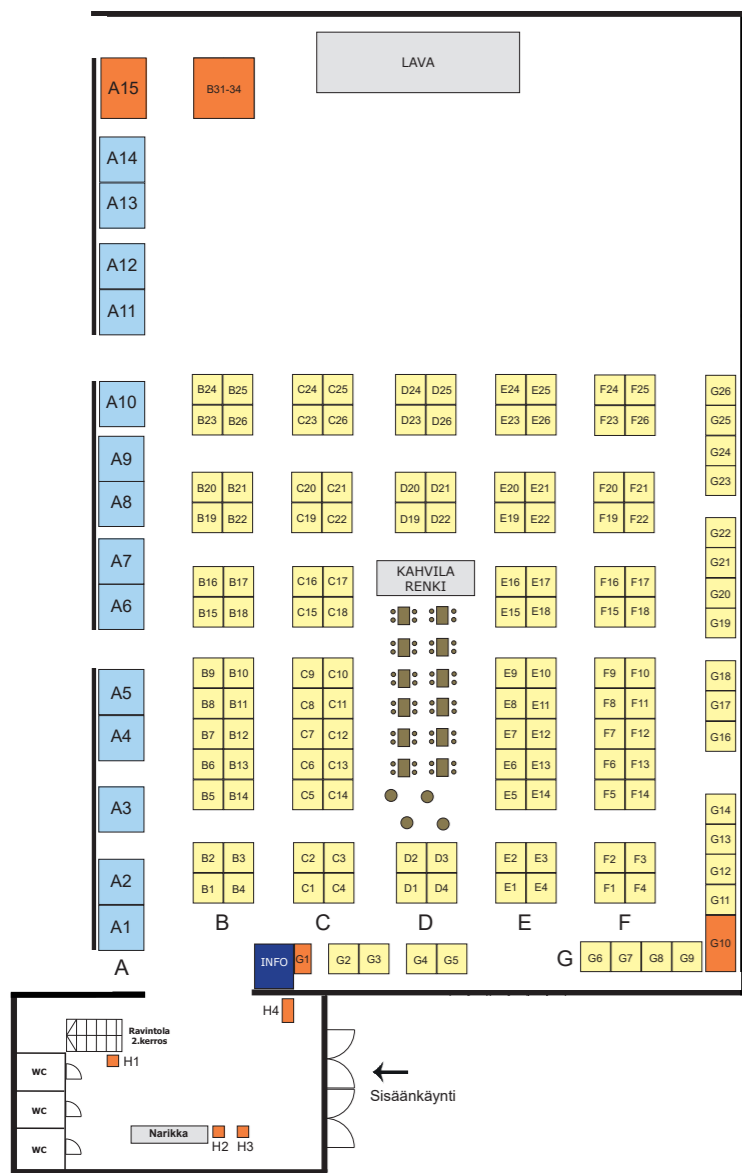 LAVA
A15
B31-34
A14
A13
A12
A11
B24 B25 C24 C25 D24 D25 E24 E25 F24 F25 G26
A10
B23 B26 C23 C26 D23 D26 E23 E26 F23 F26 G25
G24
A9
G23
B20 B21 C20 C21 D20 D21 E20 E21 F20 F21
A8
B19 B22 C19 C22 D19 D22 E19 E22 F19 F22
G22
A7
G21
KAHVILA
RENKI
B16 B17 C16 C17 E16 E17 F16 F17
G20
A6
B15 B18 C15 C18 E15 E18 F15 F18
G19
B9 B10 C9 C10 E9 E10 F9 F10 G18
A5
B8 B11 C8 C11 E8 E11 F8 F11 G17
A4
B7 B12 C7 C12 E7 E12 F7 F12 G16
B6 B13 C6 C13 E6 E13 F6 F13
B5 B14 C5 C14 E5 E14 F5 F14
A3
G14
G13
B2 B3 C2 C3 D2 D3 E2 E3 F2 F3
G12
A2
B1 B4 C1 C4 D1 D4 E1 E4 F1 F4
G11
A1
B C D E F
G10
A
INFO G1 G2 G3 G4 G5 G G6 G7 G8 G9
H4
Ravintola
2.kerros
H1
WC
Sisäänkäynti
WC
Narikka
WC
H2 H3